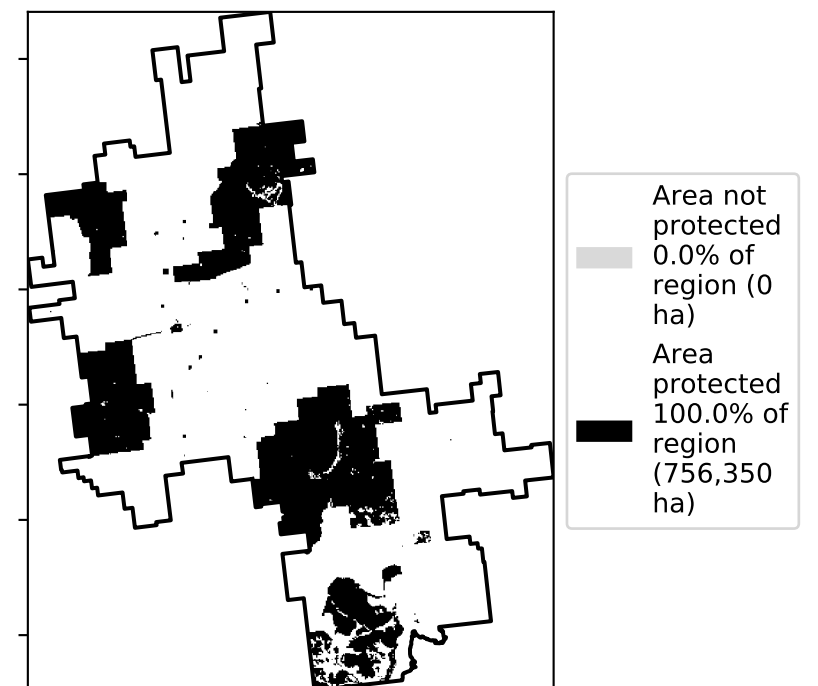 Area not
protected
0.0% of
region (0
ha)
Area
protected
100.0% of
region
(756,350
ha)